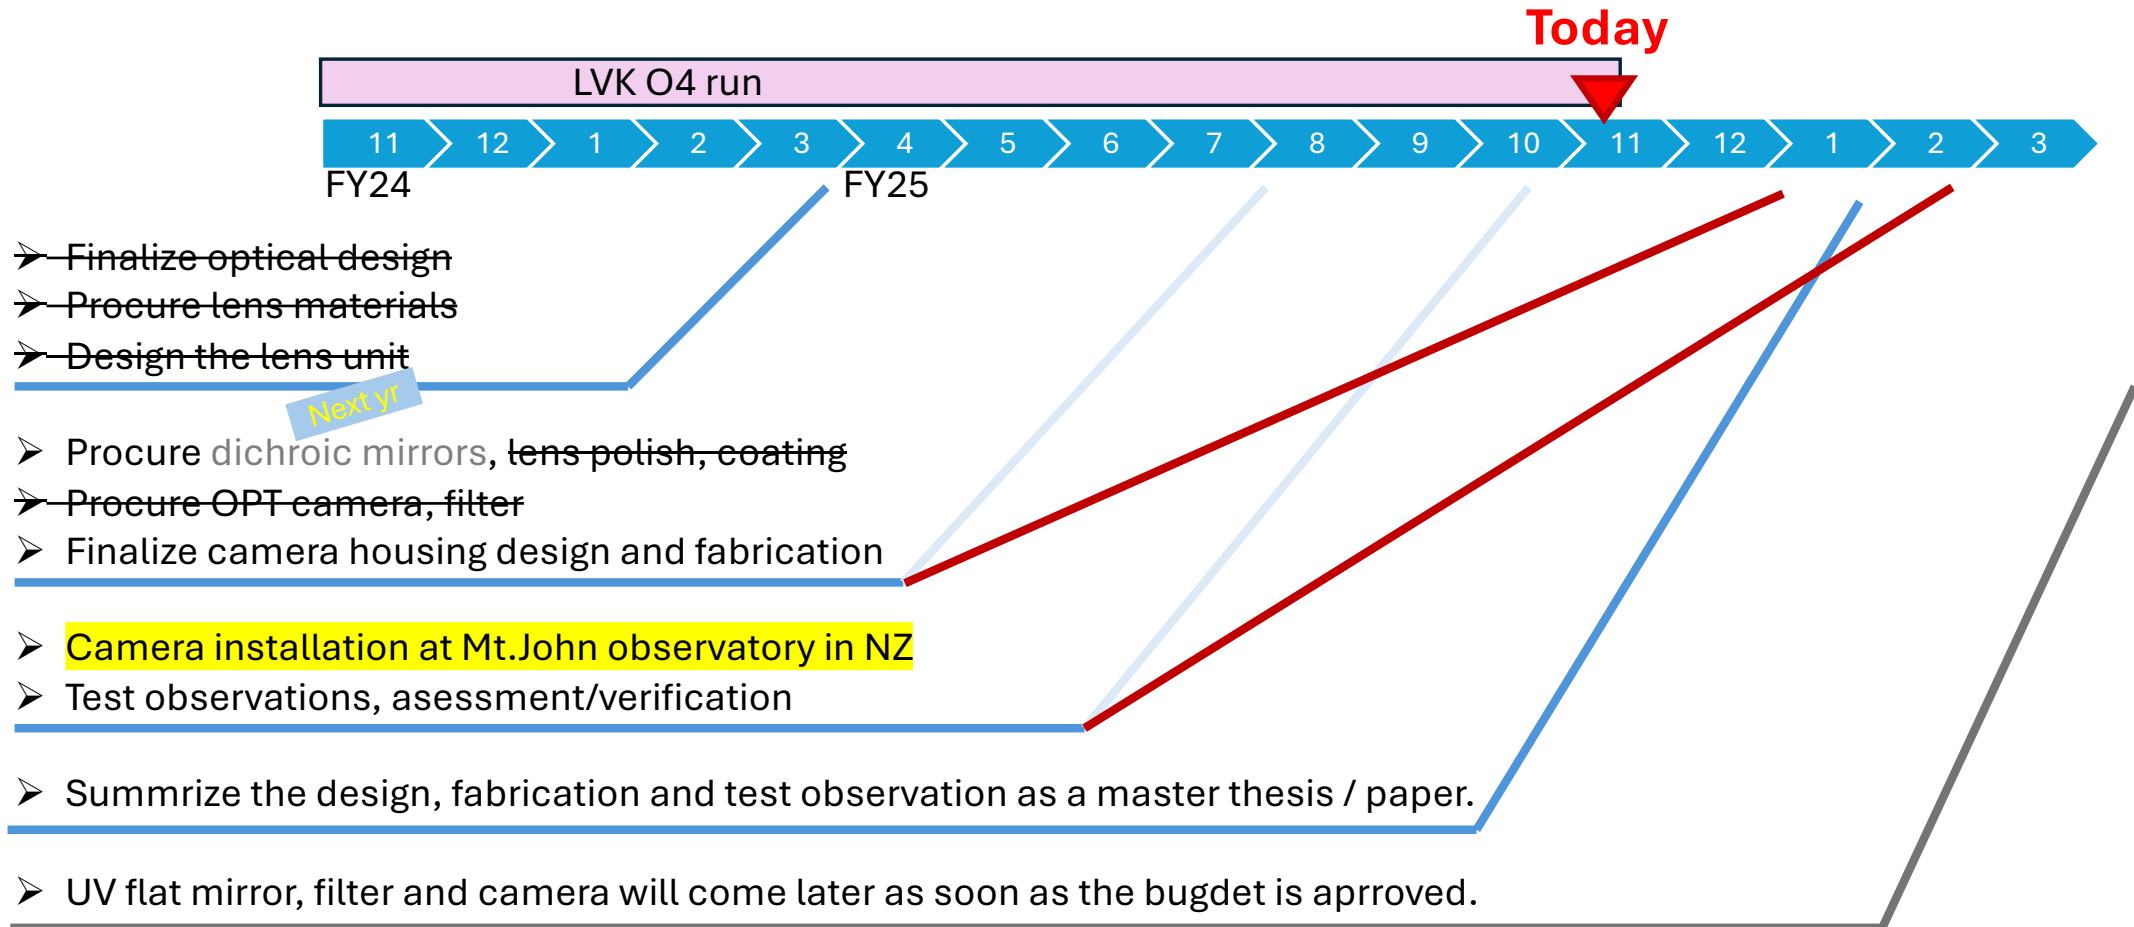 Today
LVK O4 run
11 12 1 2 3 4 5 6 7 8 9 10 11 12 1 2 3
FY24 FY25
➢ Finalize optical design
➢ Procure lens materials
➢ Design the lens unit
Next yr
➢ Procure dichroic mirrors, lens polish, coating
➢ Procure OPT camera, filter
➢ Finalize camera housing design and fabrication
➢ Camera installation at Mt.John observatory in NZ
➢ Test observations, asessment/verification
➢ Summrize the design, fabrication and test observation as a master thesis / paper.
➢ UV flat mirror, filter and camera will come later as soon as the bugdet is aprroved.